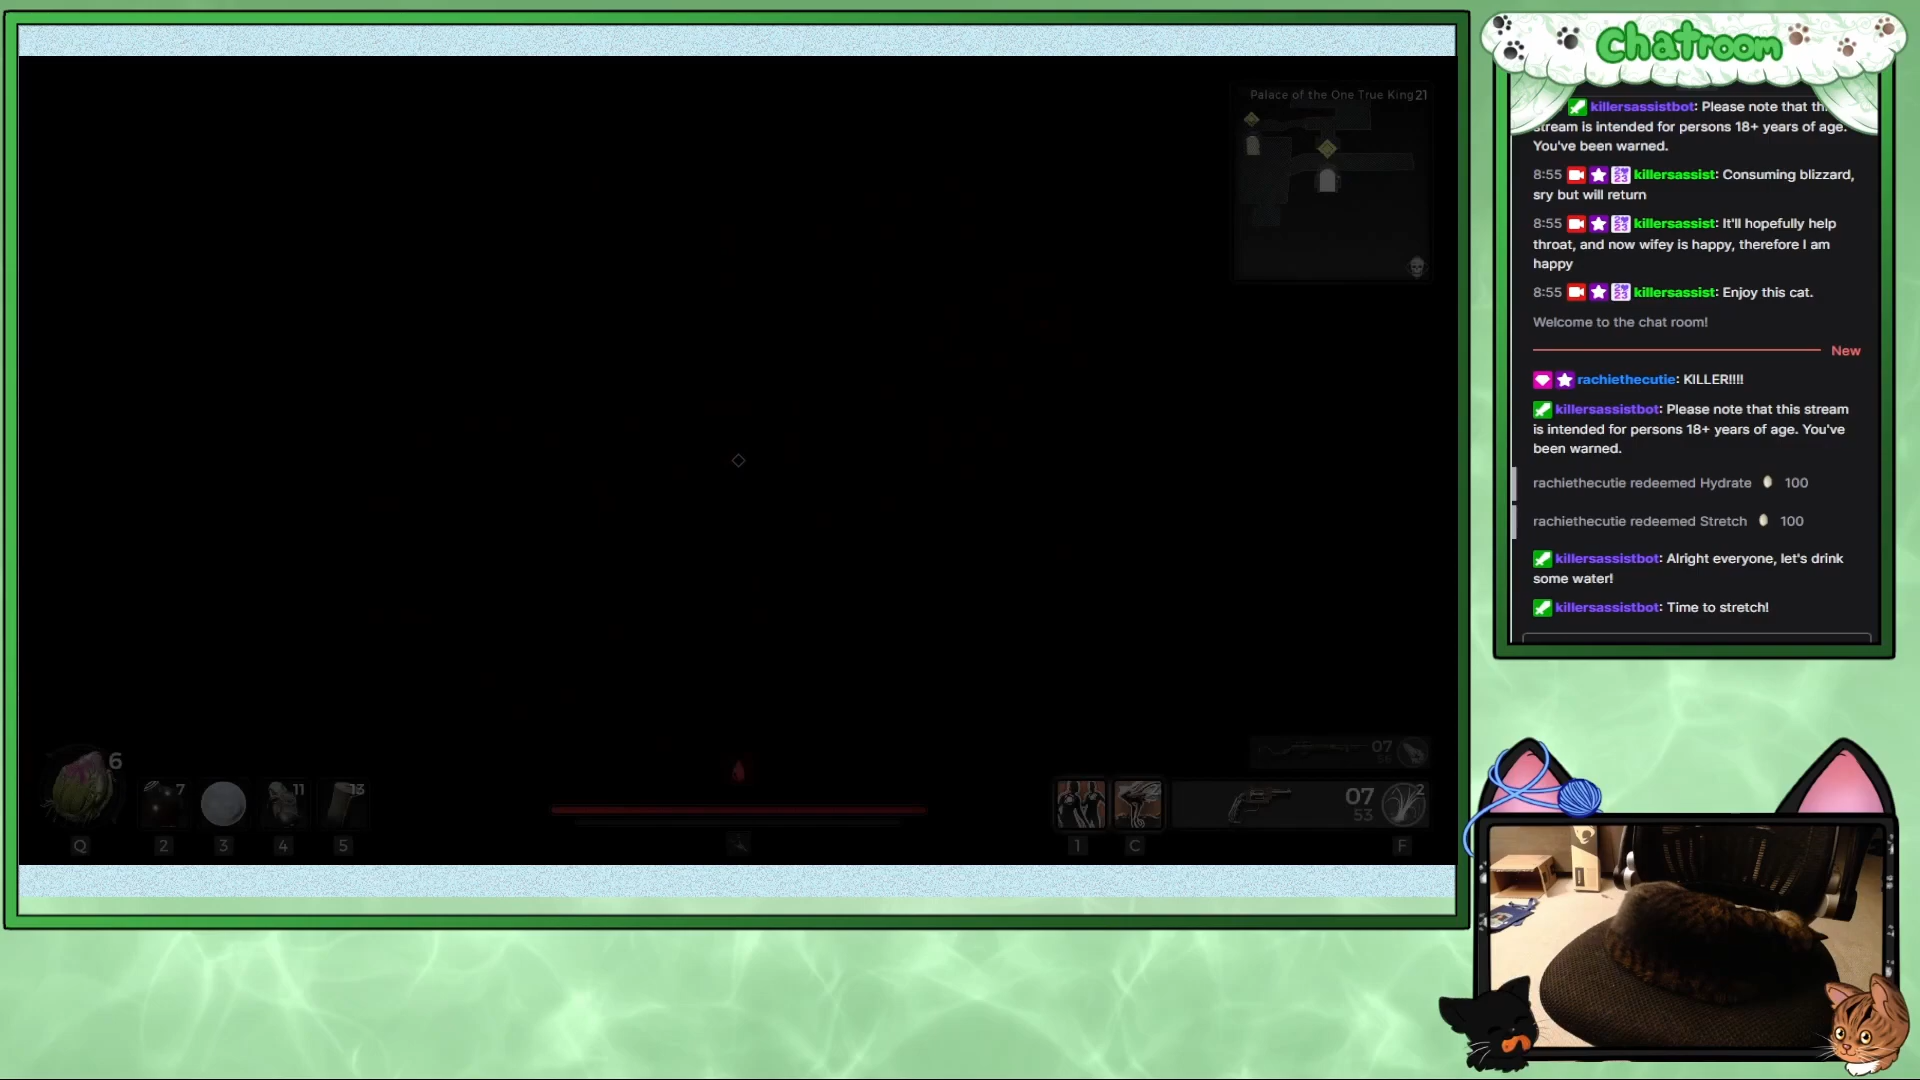 Chatroom
Palace of the One True King 21
killersassistbot: Please note that th
stream is intended for persons 18+ years of age.
You've been warned.
8:55 killersassist: Consuming blizzard,
sry but will return
8:55 killersassist: It'll hopefully help
throat, and now wifey is happy, therefore I am
happy
8:55 killersassist: Enjoy this cat.
Welcome to the chat room!
New
rachiethecutie: KILLER!!!!
killersassistbot: Please note that this stream
is intended for persons 18+ years of age. You've
been warned.
rachiethecutie redeemed Hydrate 100
rachiethecutie redeemed Stretch 100
killersassistbot: Alright everyone, let's drink
some water!
killersassistbot: Time to stretch!
6
7
11
13
Q
2
3
4
5
07
07
53
2
1
C
F